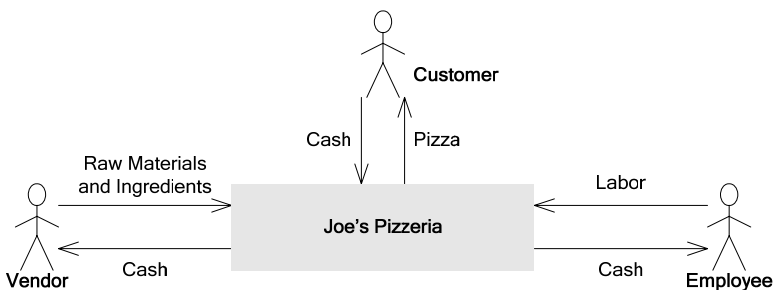 Customer
Cash
Pizza
Raw Materials
and Ingredients
Labor
Joe's Pizzeria
Cash
Cash
Vendor
Employee